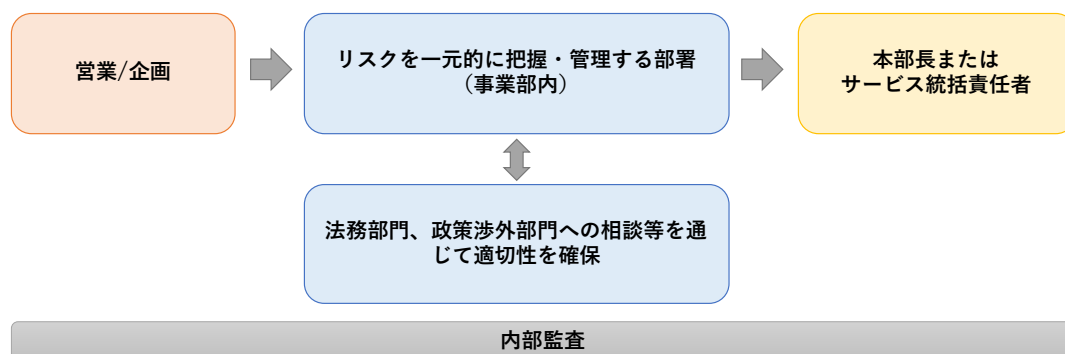 営業/企画
リスクを一元的に把握・管理する部署
（事業部内）
本部長または
サービス統括責任者
法務部門、政策渉外部門への相談等を通
じて適切性を確保
内部監査